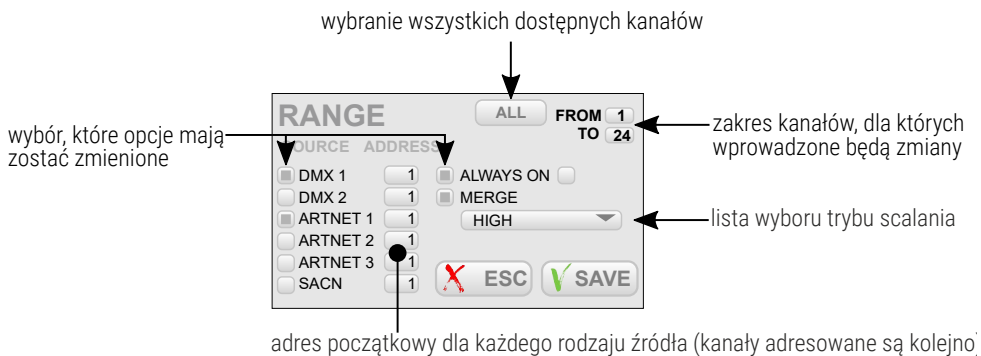 wybranie wszystkich dostępnych kanałów
RANGE
ALL
FROM 1
TO 24
wybór, które opcje mają
zostać zmienione
zakres kanałów, dla których
wprowadzone będą zmiany
OURCE ADDRESS
DMX 1 1 ALWAYS ON
DMX 2 1 MERGE
ARTNET 1 1 HIGH
lista wyboru trybu scalania
ARTNET 2 1
ARTNET 3 1
SACN 1
ESC
SAVE
adres początkowy dla każdego rodzaju źródła (kanały adresowane są kolejno)